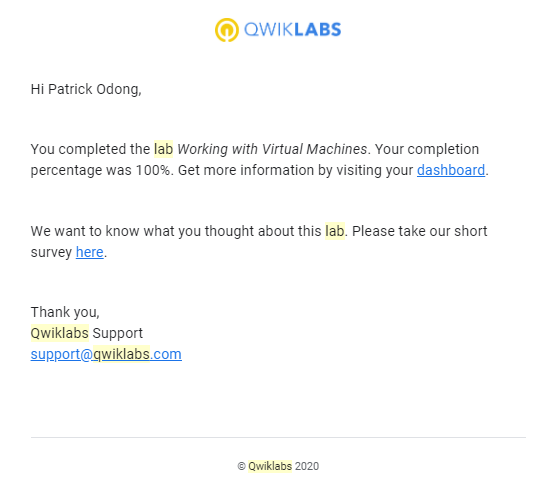 QWIKLABS
Hi Patrick Odong,
You completed the lab Working with Virtual Machines. Your completion
percentage was 100%. Get more information by visiting your dashboard.
We want to know what you thought about this lab. Please take our short
survey here.
Thank you,
Qwiklabs Support
support@qwiklabs.com
© Qwiklabs 2020